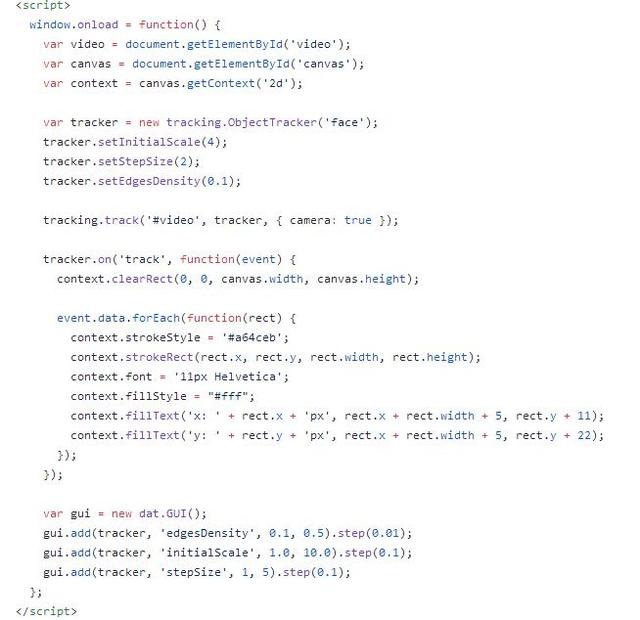 <script>
window.onload = function() {
var video = document.getElementById('video');
var canvas = document.getElementById('canvas');
var context = canvas.getContext('2d');
var tracker = new tracking.ObjectTracker('face');
tracker.setInitialScale(4);
tracker.setStepSize(2);
tracker.setEdgesDensity(0.1);
tracking.track('#video', tracker, { camera: true });
tracker.on('track', function(event) {
context.clearRect(0, 0, canvas.width, canvas.height);
event.data.forEach(function(rect) {
context.strokeStyle = '#a64ceb';
context.strokeRect(rect.x, rect.y, rect.width, rect.height);
context.font = '11px Helvetica';
context.fillStyle = "#fff";
context.fillText('x: ' + rect.x + 'px', rect.x + rect.width + 5, rect.y + 11);
context.fillText('y: ' + rect.y + 'px', rect.x + rect.width + 5, rect.y + 22);
});
});
var gui = new dat.GUI();
gui.add(tracker, 'edgesDensity', 0.1, 0.5).step(0.01);
gui.add(tracker, 'initialScale', 1.0, 10.0).step(0.1);
gui.add(tracker, 'stepSize', 1, 5).step(0.1);
};
</script>